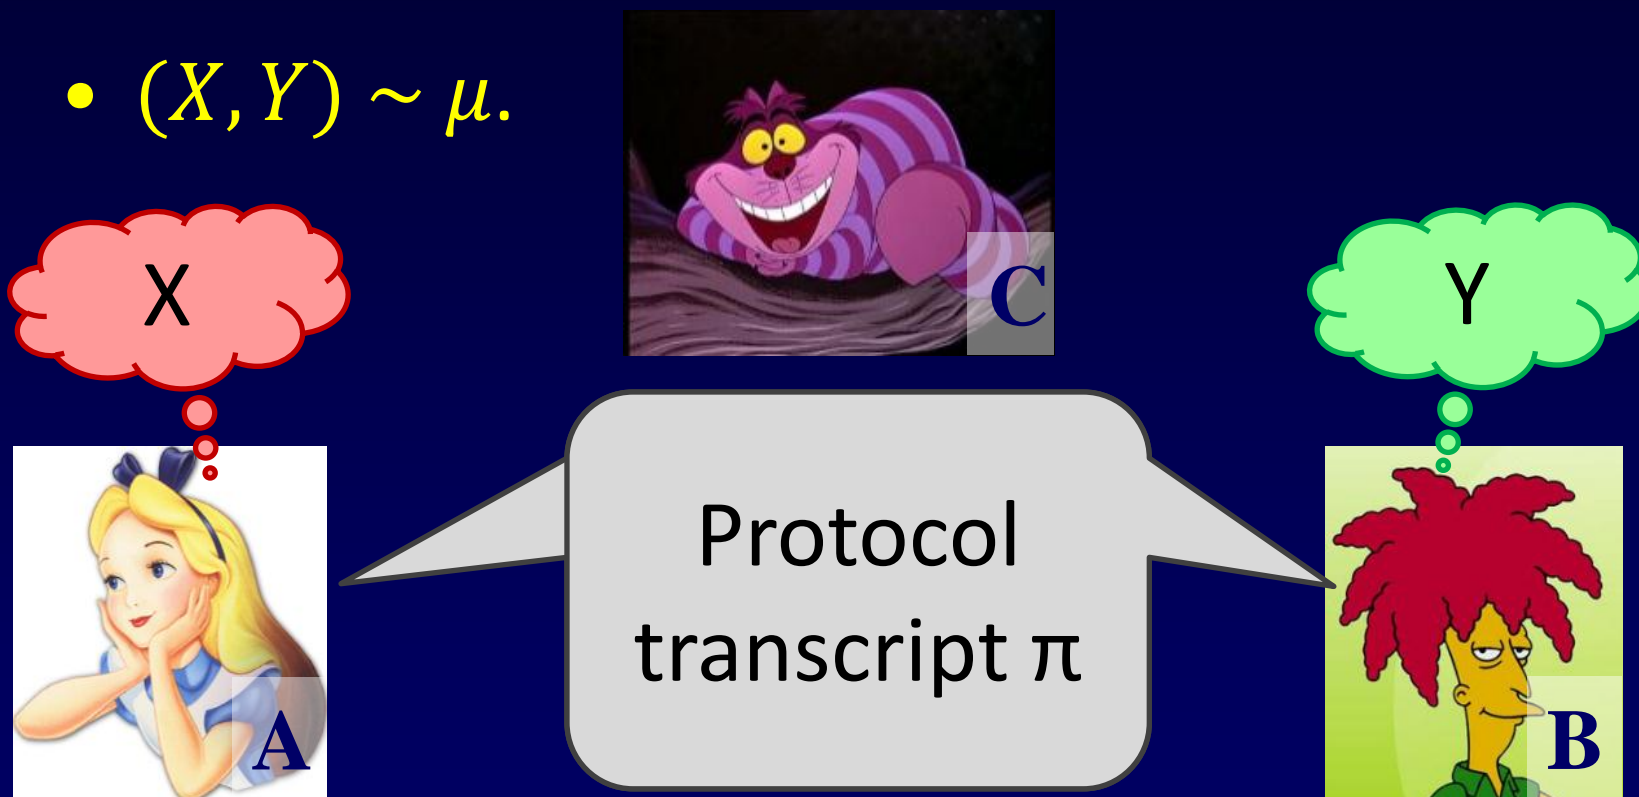 • (X, Y) ~ μ.
C
X
Y
Protocol
transcript π
A
B